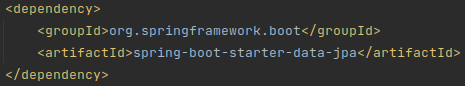 <dependency>
    <groupId>org.springframework.boot</groupId>
    <artifactId>spring-boot-starter-data-jpa</artifactId>
</dependency>